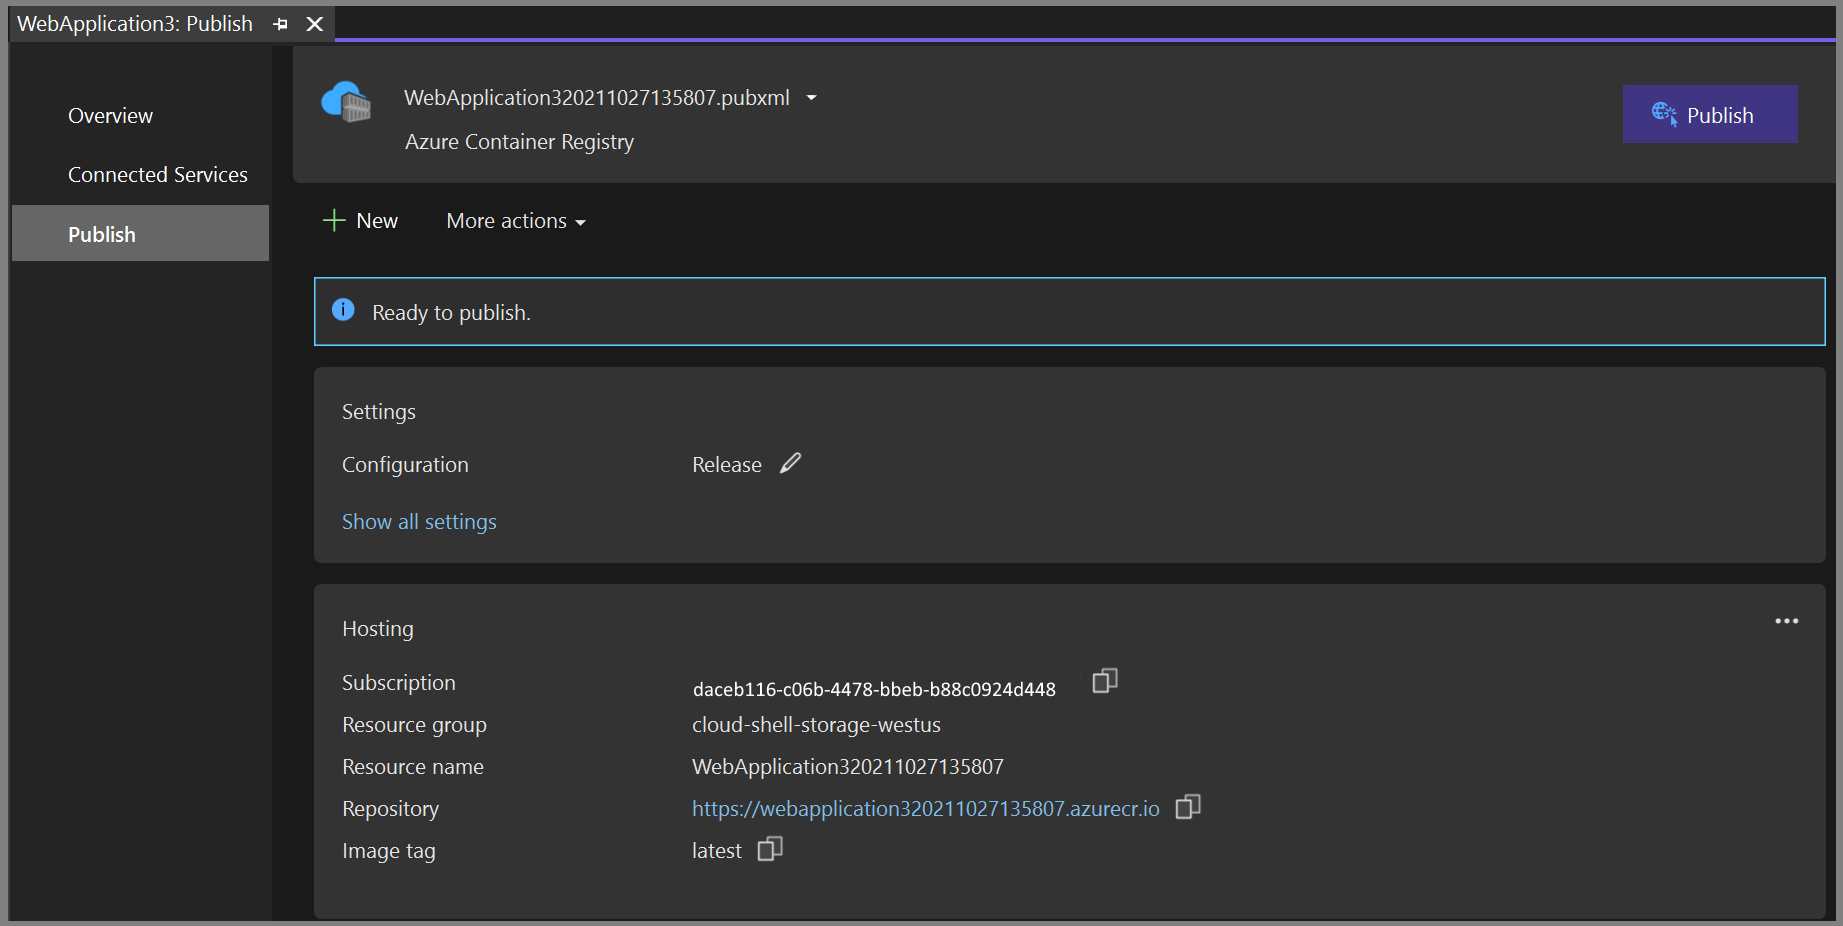 WebApplication3: Publish
Overview
Connected Services
Publish
WebApplication320211027135807.pubxml
Azure Container Registry
Publish
New
More actions
Ready to publish.
Settings
Configuration Release
Show all settings
Hosting
Subscription daceb116-c06b-4478-bbeb-b88c0924d448
Resource group cloud-shell-storage-westus
Resource name WebApplication320211027135807
Repository https://webapplication320211027135807.azurecr.io
Image tag latest